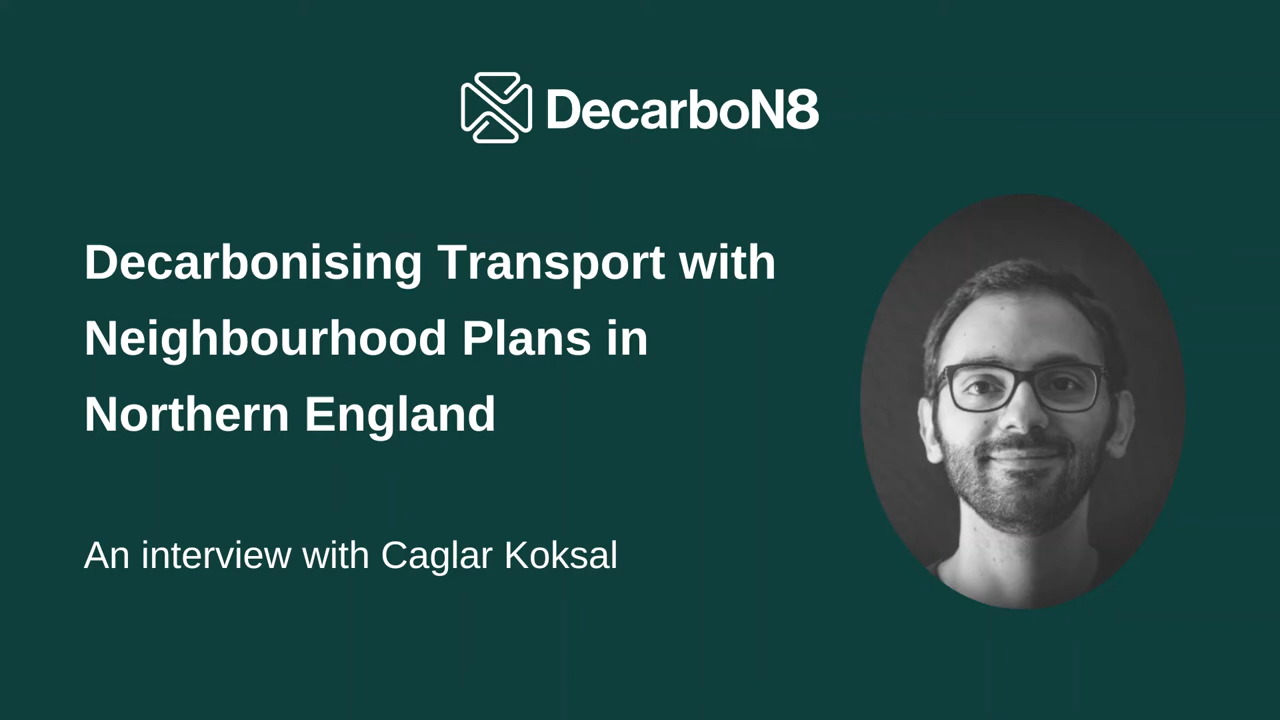 DecarboN8
Decarbonising Transport with
Neighbourhood Plans in
Northern England
An interview with Caglar Koksal